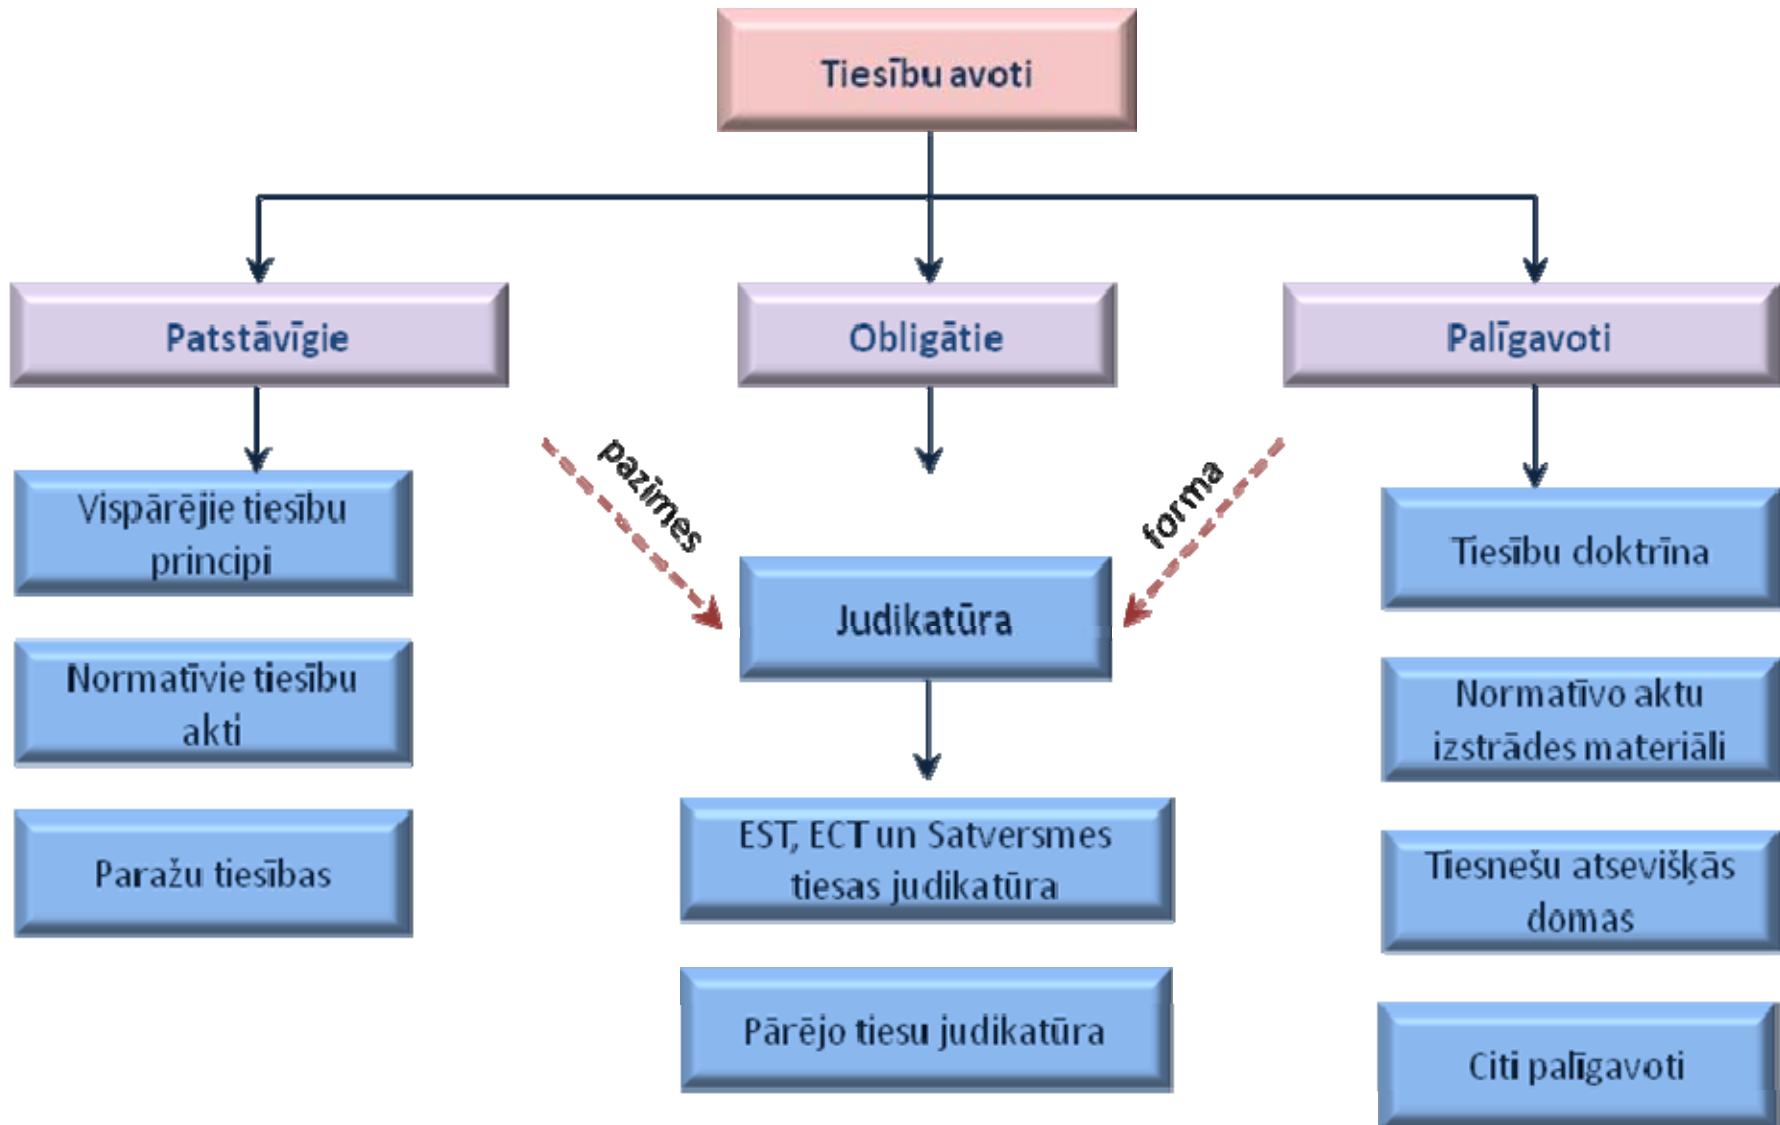 Tiesību avoti
Patstāvīgie
Obligātie
Palīgavoti
pazīmes
forma
Vispārējie tiesību
principi
Normatīvie tiesību
akti
Paražu tiesības
Judikatūra
EST, ECT un Satversmes
tiesas judikatūra
Pārējo tiesu judikatūra
Tiesību doktrīna
Normatīvo aktu
izstrādes materiāli
Tiesnešu atsevišķās
domas
Citi palīgavoti